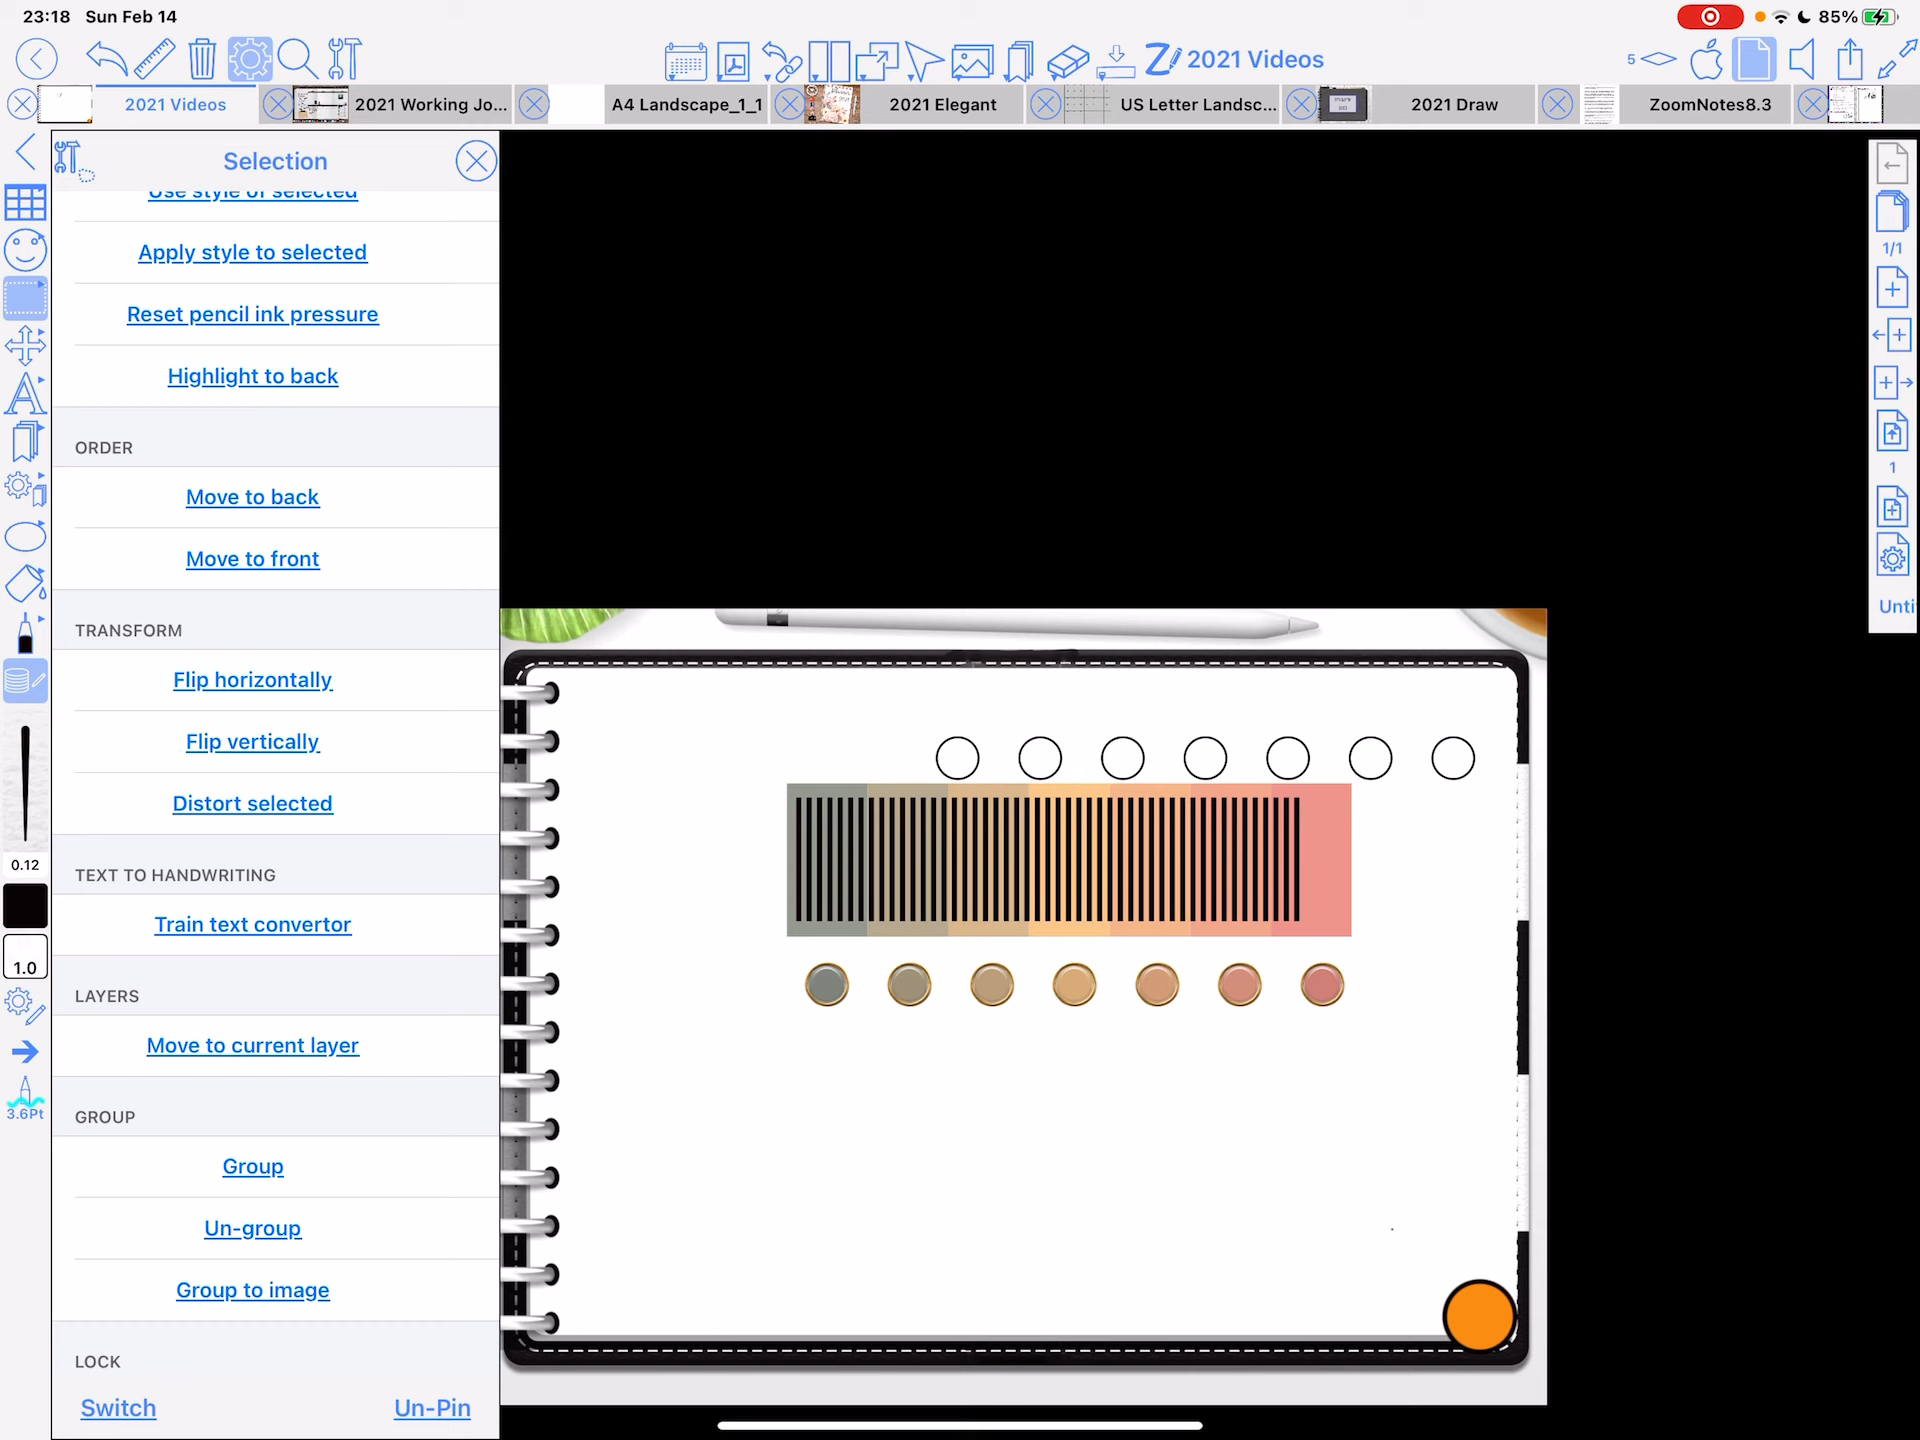 23:18 Sun Feb 14
85%
2021 Videos
5
2021 Videos
2021 Working Jo...
A4 Landscape_1_1
2021 Elegant
US Letter Landsc...
2021 Draw
ZoomNotes8.3
Selection
Use style of selected
Apply style to selected
Reset pencil ink pressure
Highlight to back
ORDER
Move to back
Move to front
TRANSFORM
Flip horizontally
Flip vertically
Distort selected
TEXT TO HANDWRITING
Train text convertor
LAYERS
Move to current layer
GROUP
Group
Un-group
Group to image
LOCK
Switch
Un-Pin
0.12
1.0
3.6Pt
1/1
1
Unti